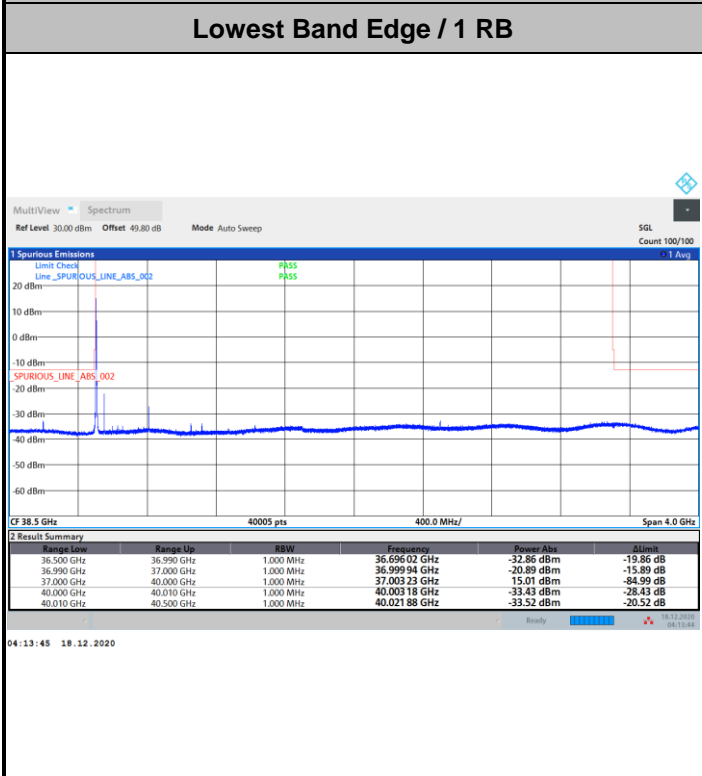 Lowest Band Edge / 1 RB
MultiView Spectrum
Ref Level 30.00 dBm Offset 49.80 dB Mode Auto Sweep SGL
Count 100/100
1 Spurious Emissions 1 Avg
Limit Check PASS
Line _SPURIOUS_LINE_ABS_002 PASS
20 dBm
10 dBm
0 dBm
-10 dBm
_SPURIOUS_LINE_ABS_002
-20 dBm
-30 dBm
-40 dBm
-50 dBm
-60 dBm
CF 38.5 GHz 40005 pts 400.0 MHz/ Span 4.0 GHz
2 Result Summary
Range Low Range Up RBW Frequency Power Abs ΔLimit
36.500 GHz 36.990 GHz 1.000 MHz 36.696 02 GHz -32.86 dBm -19.86 dB
36.990 GHz 37.000 GHz 1.000 MHz 36.999 94 GHz -20.89 dBm -15.89 dB
37.000 GHz 40.000 GHz 1.000 MHz 37.003 23 GHz 15.01 dBm -84.99 dB
40.000 GHz 40.010 GHz 1.000 MHz 40.003 18 GHz -33.43 dBm -28.43 dB
40.010 GHz 40.500 GHz 1.000 MHz 40.021 88 GHz -33.52 dBm -20.52 dB
Ready 18.12.2020
04:13:44
04:13:45 18.12.2020